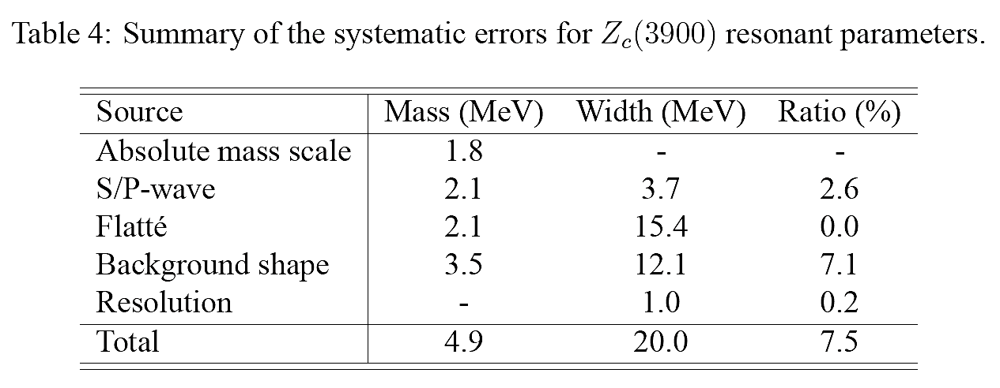 Table 4: Summary of the systematic errors for Zc(3900) resonant parameters.
Source Mass (MeV) Width (MeV) Ratio (%)
Absolute mass scale 1.8 - -
S/P-wave 2.1 3.7 2.6
Flatté 2.1 15.4 0.0
Background shape 3.5 12.1 7.1
Resolution - 1.0 0.2
Total 4.9 20.0 7.5